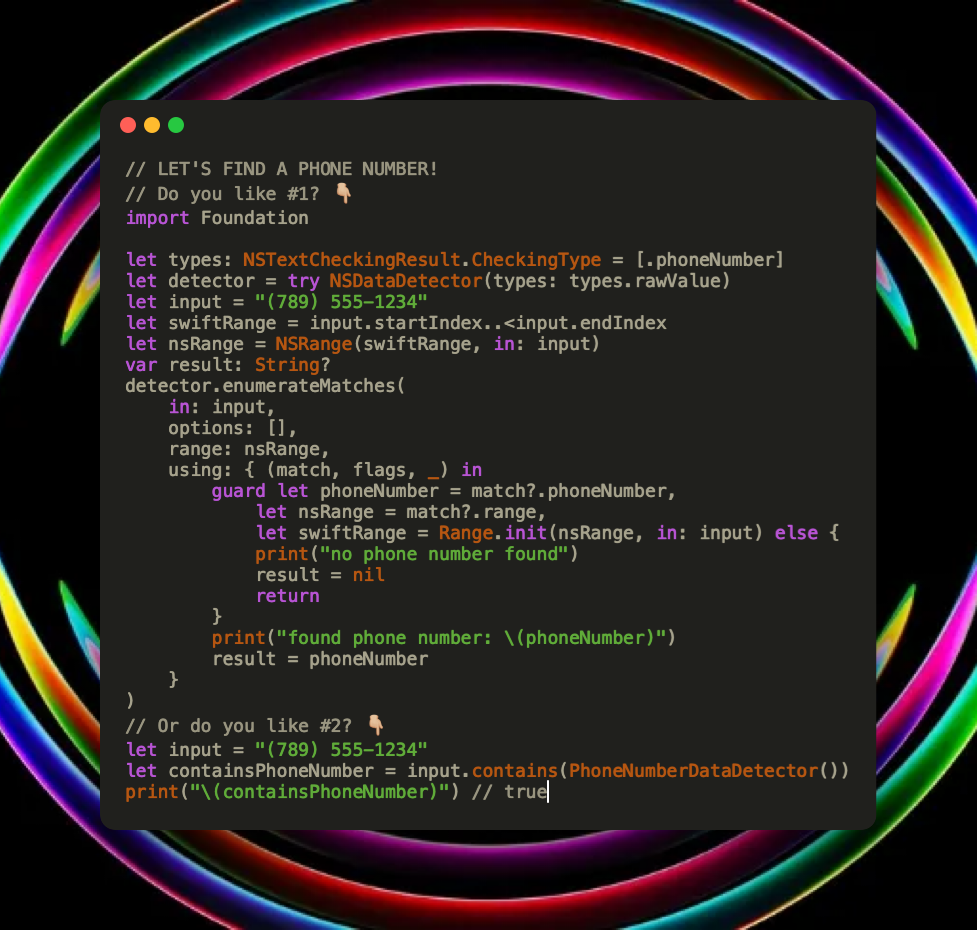 // LET'S FIND A PHONE NUMBER!
// Do you like #1? 👇🏼
import Foundation

let types: NSTextCheckingResult.CheckingType = [.phoneNumber]
let detector = try NSDataDetector(types: types.rawValue)
let input = "(789) 555-1234"
let swiftRange = input.startIndex..<input.endIndex
let nsRange = NSRange(swiftRange, in: input)
var result: String?
detector.enumerateMatches(
    in: input,
    options: [],
    range: nsRange,
    using: { (match, flags, _) in
        guard let phoneNumber = match?.phoneNumber,
            let nsRange = match?.range,
            let swiftRange = Range.init(nsRange, in: input) else {
            print("no phone number found")
            result = nil
            return
        }
        print("found phone number: \(phoneNumber)")
        result = phoneNumber
    }
)
// Or do you like #2? 👇🏼
let input = "(789) 555-1234"
let containsPhoneNumber = input.contains(PhoneNumberDataDetector())
print("\(containsPhoneNumber)") // true